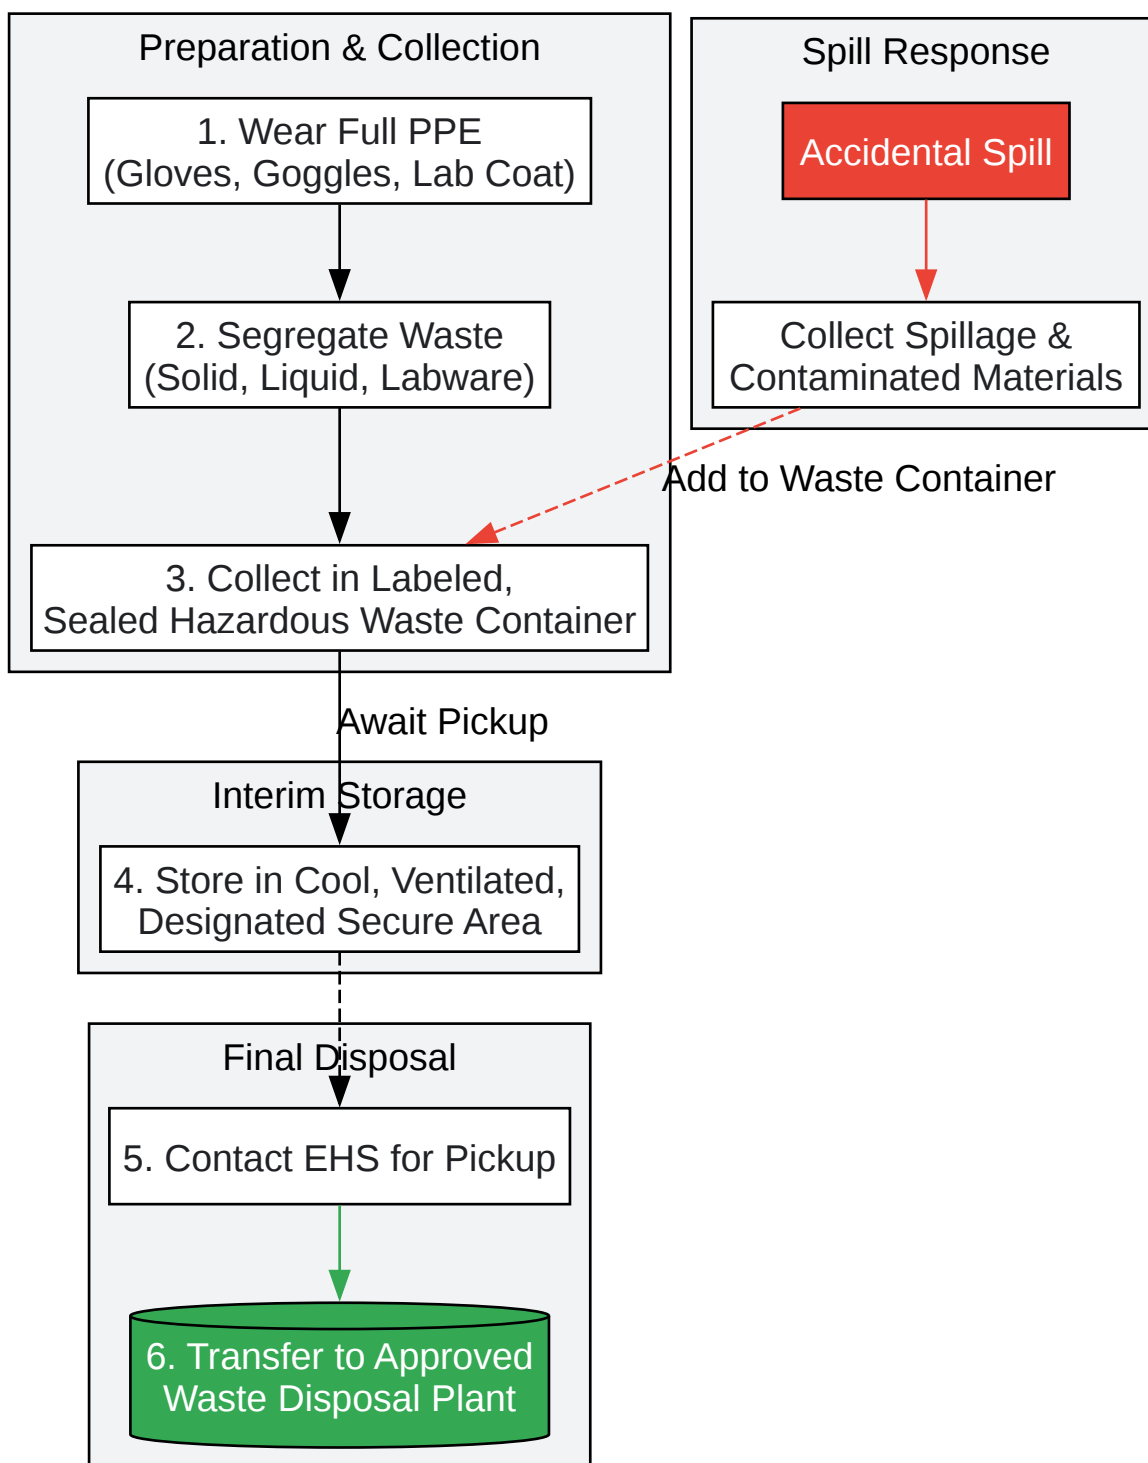 Preparation & Collection
1. Wear Full PPE
(Gloves, Goggles, Lab Coat)
2. Segregate Waste
(Solid, Liquid, Labware)
3. Collect in Labeled,
Sealed Hazardous Waste Container
Spill Response
Accidental Spill
Collect Spillage &
Contaminated Materials
Add to Waste Container
Await Pickup
Interim Storage
4. Store in Cool, Ventilated,
Designated Secure Area
Final Disposal
5. Contact EHS for Pickup
6. Transfer to Approved
Waste Disposal Plant